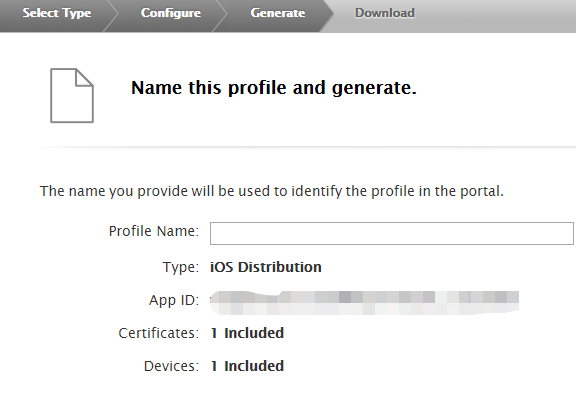 Select Type Configure Generate Download
Name this profile and generate.
The name you provide will be used to identify the profile in the portal.
Profile Name:
Type: iOS Distribution
App ID:
Certificates: 1 Included
Devices: 1 Included